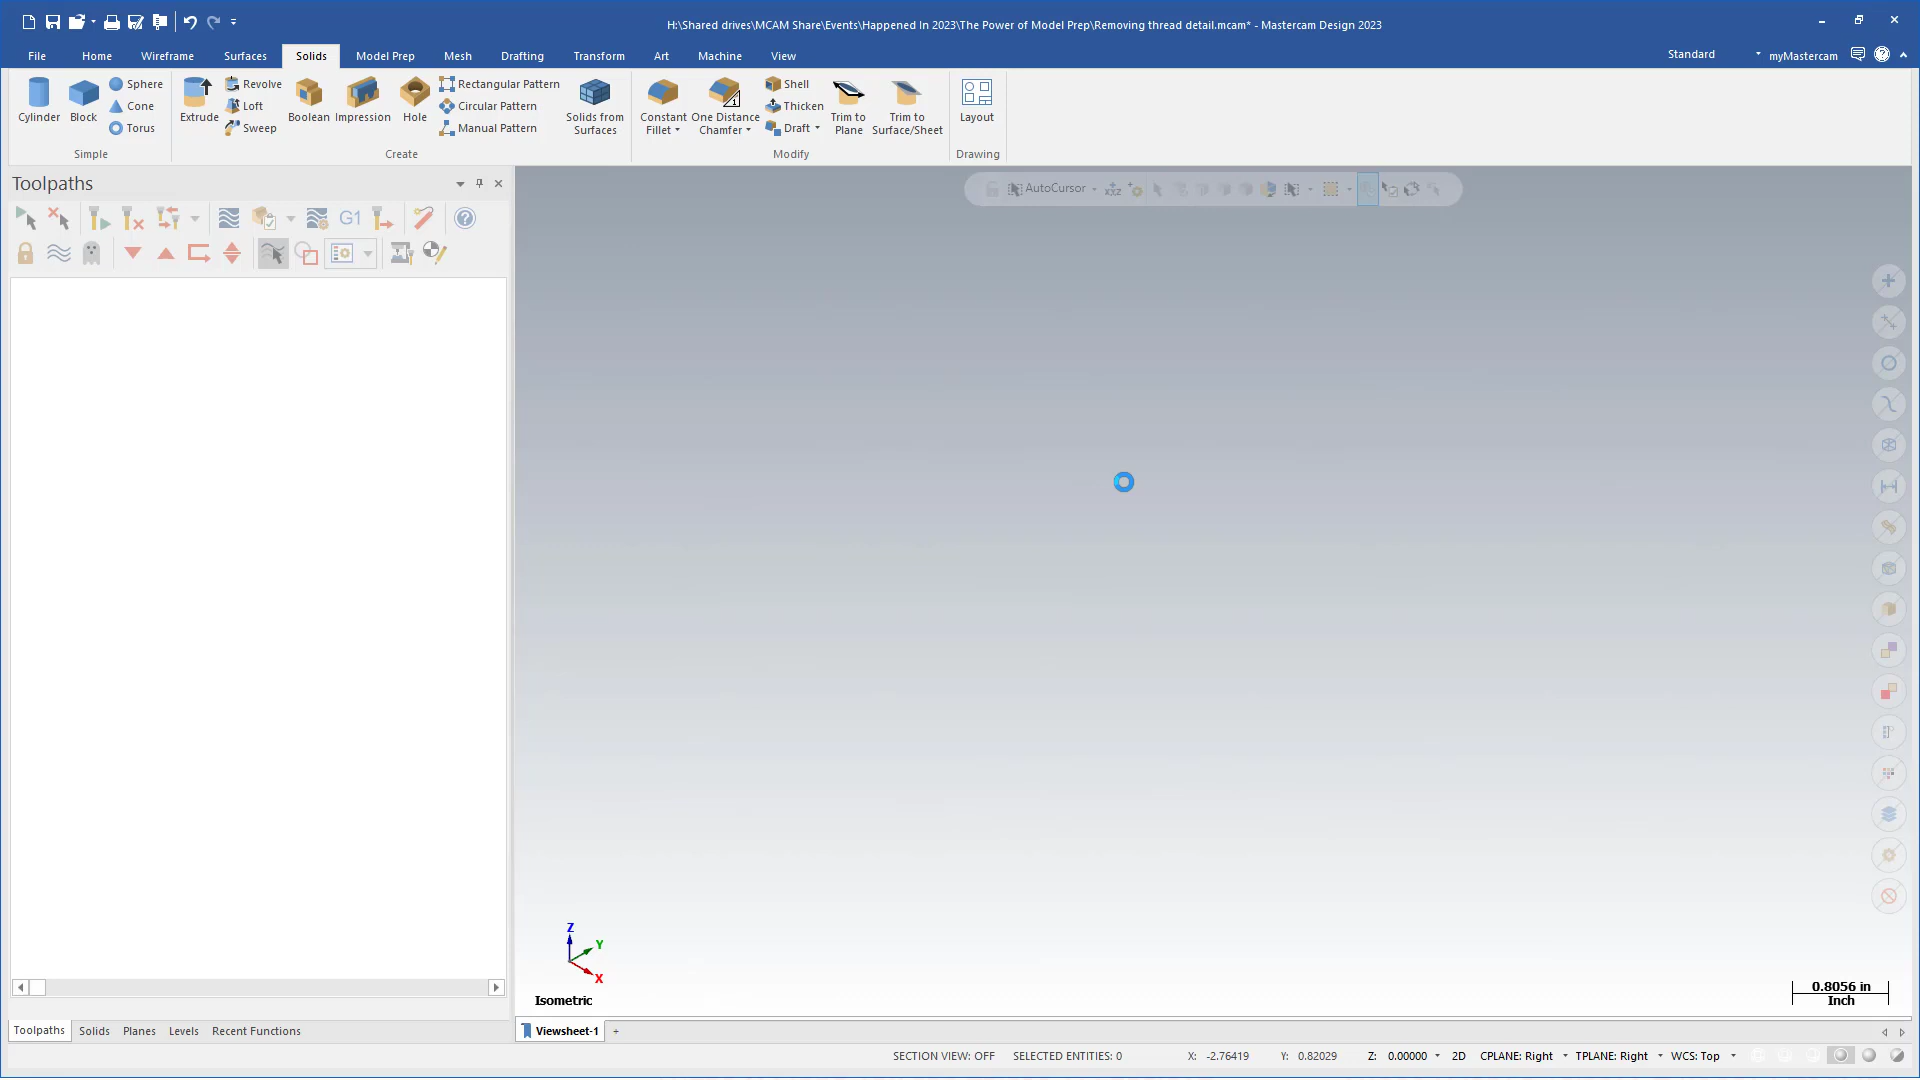 H:\Shared drives\MCAM Share\Events\Happened In 2023\The Power of Model Prep\Removing thread detail.mcam* - Mastercam Design 2023
File Home Wireframe Surfaces Solids Model Prep Mesh Drafting Transform Art Machine View Standard myMastercam
Cylinder
Block
Sphere
Cone
Torus
Simple
Extrude
Revolve
Loft
Sweep
Boolean
Impression
Hole
Rectangular Pattern
Circular Pattern
Manual Pattern
Solids from
Surfaces
Create
Constant
Fillet
One Distance
Chamfer
Shell
Thicken
Draft
Trim to
Plane
Trim to
Surface/Sheet
Modify
Layout
Drawing
Toolpaths
G1
AutoCursor
XYZ
Z
Y
X
Isometric
0.8056 in
Inch
Toolpaths Solids Planes Levels Recent Functions
Viewsheet-1 +
SECTION VIEW: OFF SELECTED ENTITIES: 0 X: -2.76419 Y: 0.82029 Z: 0.00000 2D CPLANE: Right TPLANE: Right WCS: Top